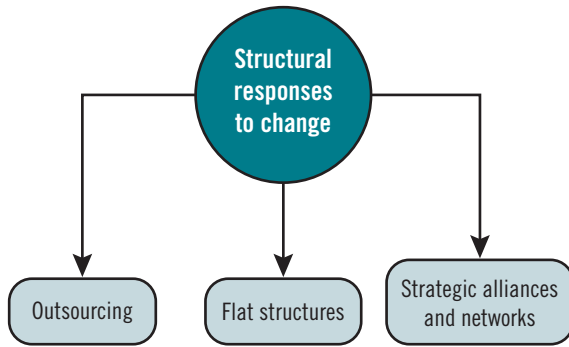 Structural
responses
to change
Outsourcing
Flat structures
Strategic alliances
and networks